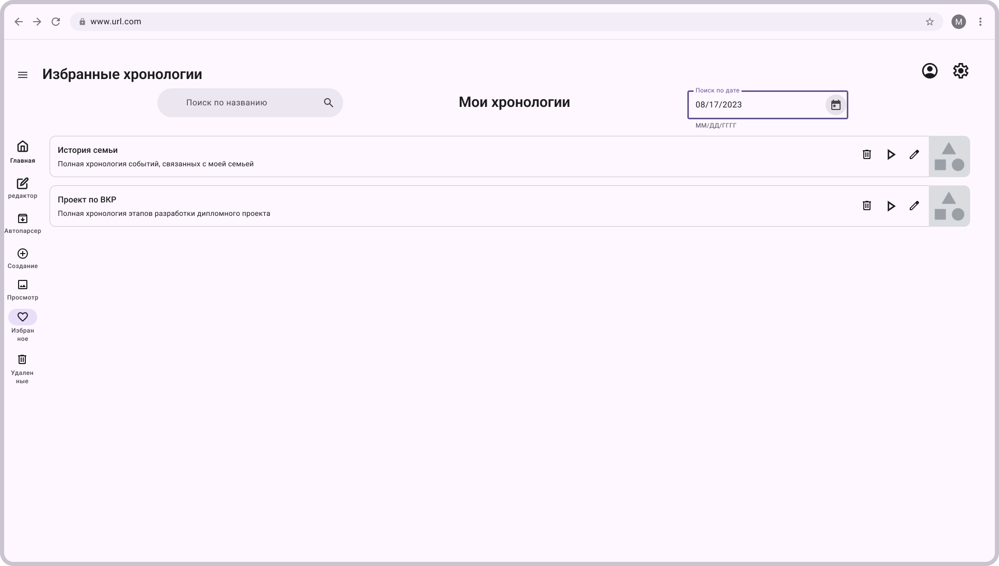 www.url.com
M
Избранные хронологии
Поиск по названию
Мои хронологии
Поиск по дате
08/17/2023
ММ/ДД/ГГГГ
Главная
редактор
Автопарсер
Создание
Просмотр
Избран
ное
Удален
ные
История семьи
Полная хронология событий, связанных с моей семьей
Проект по ВКР
Полная хронология этапов разработки дипломного проекта